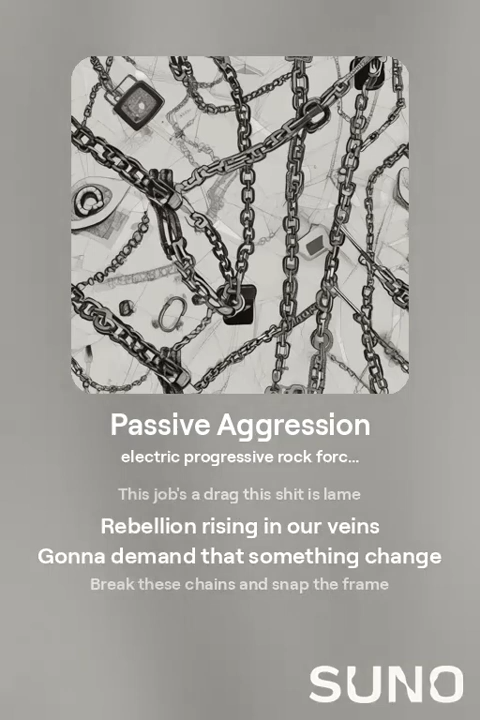 Passive Aggression
electric progressive rock forc...
This job's a drag this shit is lame
Rebellion rising in our veins
Gonna demand that something change
Break these chains and snap the frame
SUNO